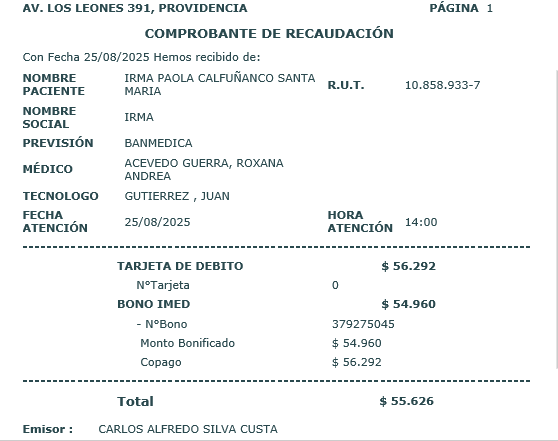 AV. LOS LEONES 391, PROVIDENCIA PÁGINA 1
COMPROBANTE DE RECAUDACIÓN
Con Fecha 25/08/2025 Hemos recibido de:
NOMBRE PACIENTE IRMA PAOLA CALFUÑANCO SANTA MARIA R.U.T. 10.858.933-7
NOMBRE SOCIAL IRMA
PREVISIÓN BANMEDICA
MÉDICO ACEVEDO GUERRA, ROXANA ANDREA
TECNOLOGO GUTIERREZ , JUAN
FECHA ATENCIÓN 25/08/2025 HORA ATENCIÓN 14:00
TARJETA DE DEBITO $ 56.292
N°Tarjeta 0
BONO IMED $ 54.960
- N°Bono 379275045
Monto Bonificado $ 54.960
Copago $ 56.292
Total $ 55.626
Emisor : CARLOS ALFREDO SILVA CUSTA